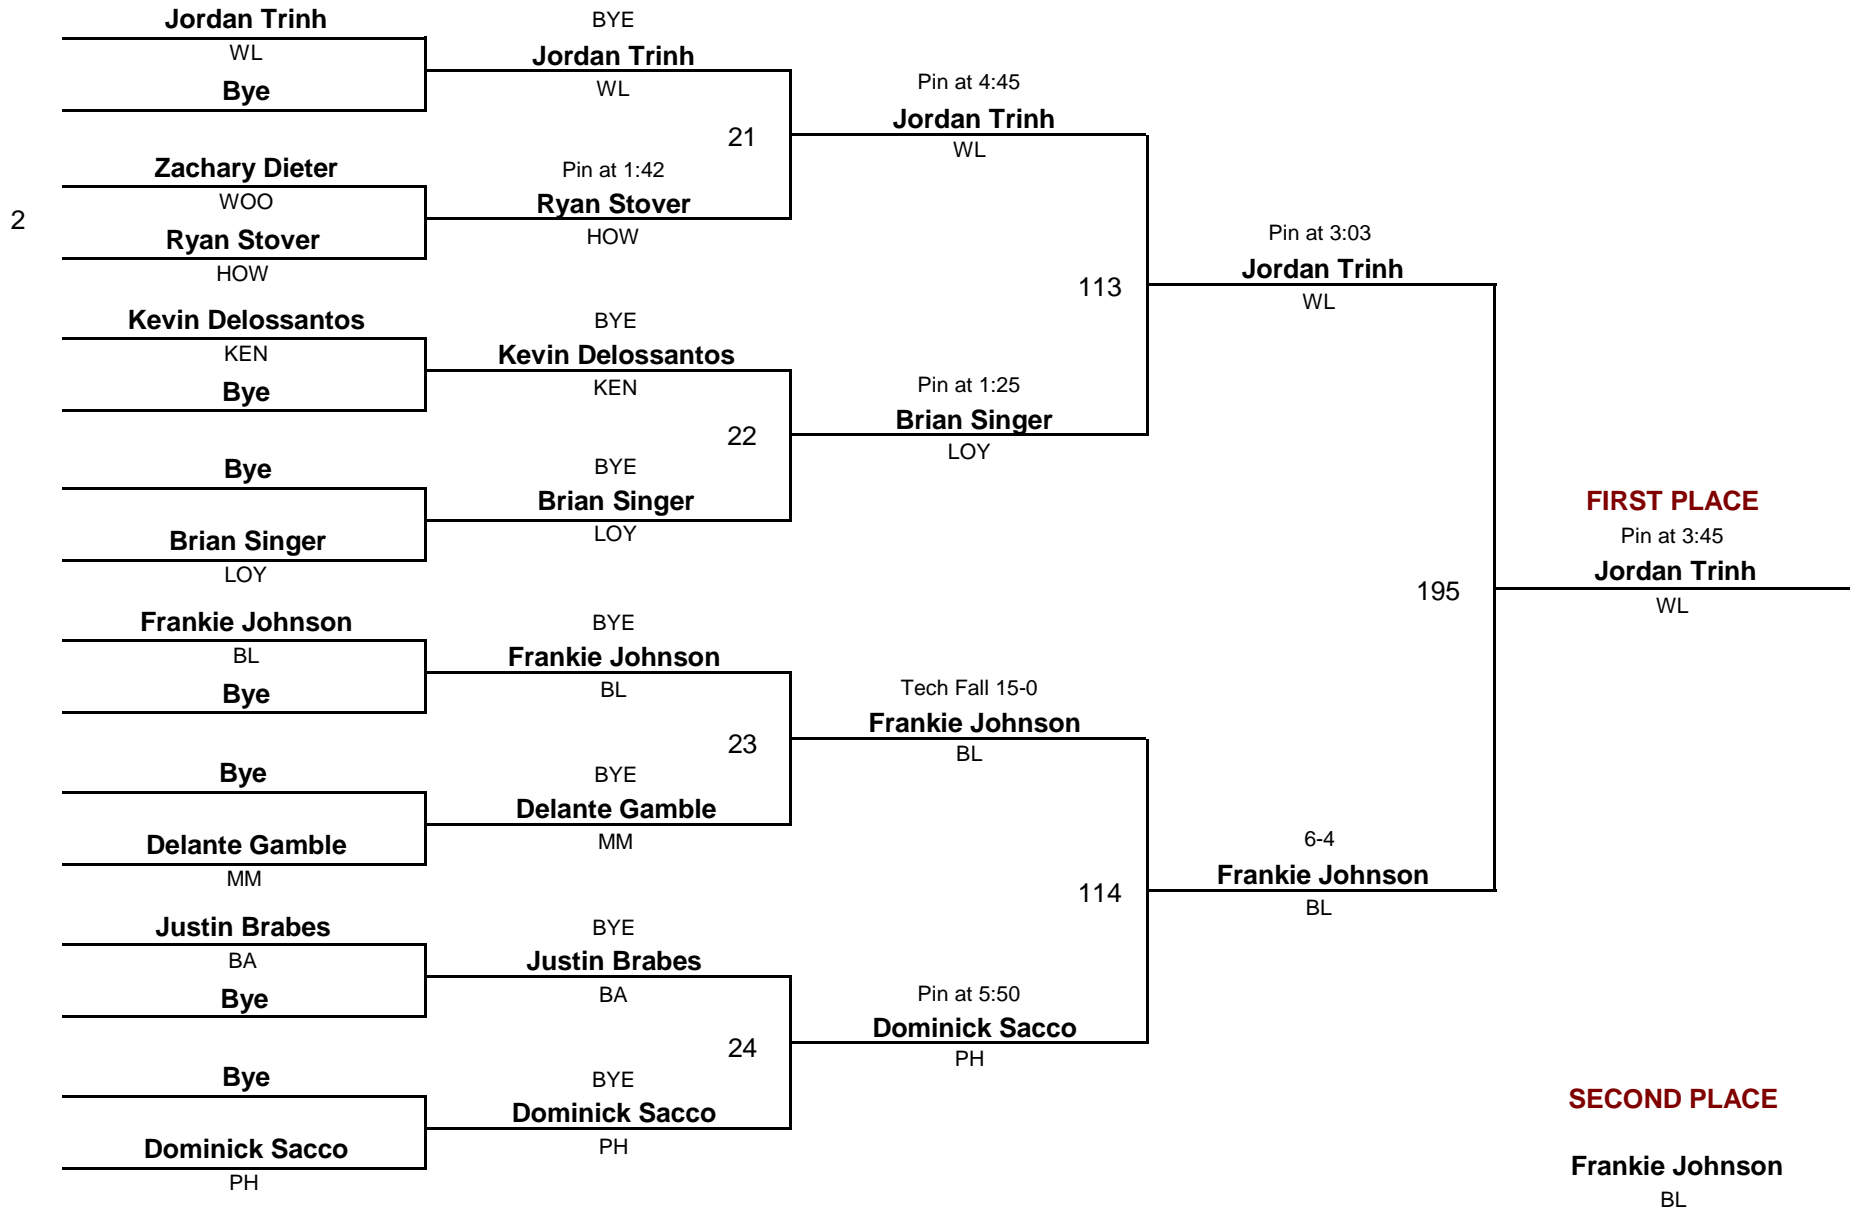 Jordan Trinh
WL
Bye
2
Zachary Dieter
WOO
Ryan Stover
HOW
Kevin Delossantos
KEN
Bye
Bye
Brian Singer
LOY
Frankie Johnson
BL
Bye
Bye
Delante Gamble
MM
Justin Brabes
BA
Bye
Bye
Dominick Sacco
PH
BYE
Jordan Trinh
WL
21
Pin at 1:42
Ryan Stover
HOW
BYE
Kevin Delossantos
KEN
22
BYE
Brian Singer
LOY
BYE
Frankie Johnson
BL
23
BYE
Delante Gamble
MM
BYE
Justin Brabes
BA
24
BYE
Dominick Sacco
PH
Pin at 4:45
Jordan Trinh
WL
113
Pin at 1:25
Brian Singer
LOY
Tech Fall 15-0
Frankie Johnson
BL
114
Pin at 5:50
Dominick Sacco
PH
Pin at 3:03
Jordan Trinh
WL
195
6-4
Frankie Johnson
BL
FIRST PLACE
Pin at 3:45
Jordan Trinh
WL
SECOND PLACE
Frankie Johnson
BL